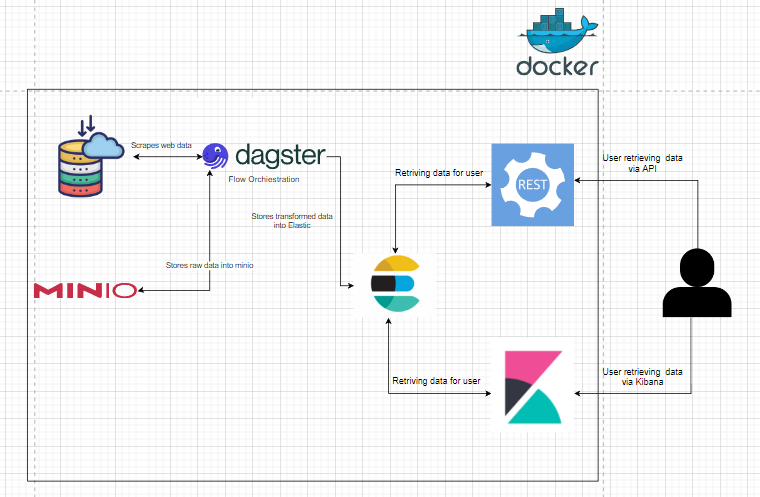 docker
Scrapes web data
dagster
Flow Orchiestration
Retriving data for user
REST
User retrieving data
via API
Stores transformed data
into Elastic
Stores raw data into minio
MINIO
Retriving data for user
User retrieving data
via Kibana